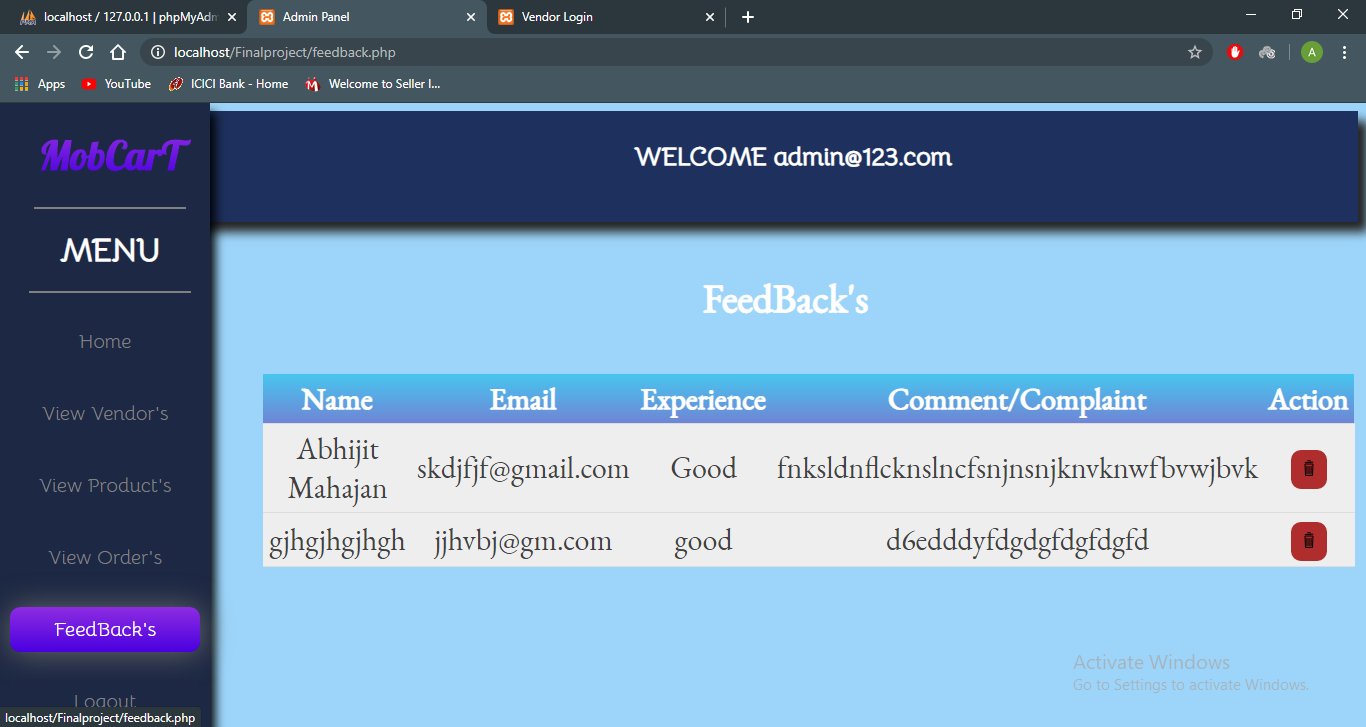 localhost / 127.0.0.1 | phpMyAdm
Admin Panel
Vendor Login
localhost/Finalproject/feedback.php
A
Apps
YouTube
ICICI Bank - Home
Welcome to Seller I...
MobCarT
WELCOME admin@123.com
MENU
Home
View Vendor's
View Product's
View Order's
FeedBack's
Logout
FeedBack's
Name Email Experience Comment/Complaint Action
Abhijit
Mahajan skdjfjf@gmail.com Good fnksldnflcknslncfsnjnsnjknvknwfbvwjbvk
gjhgjhgjhgh jjhvbj@gm.com good d6edddyfdgdgfdgfdgfd
Activate Windows
Go to Settings to activate Windows.
localhost/Finalproject/feedback.php